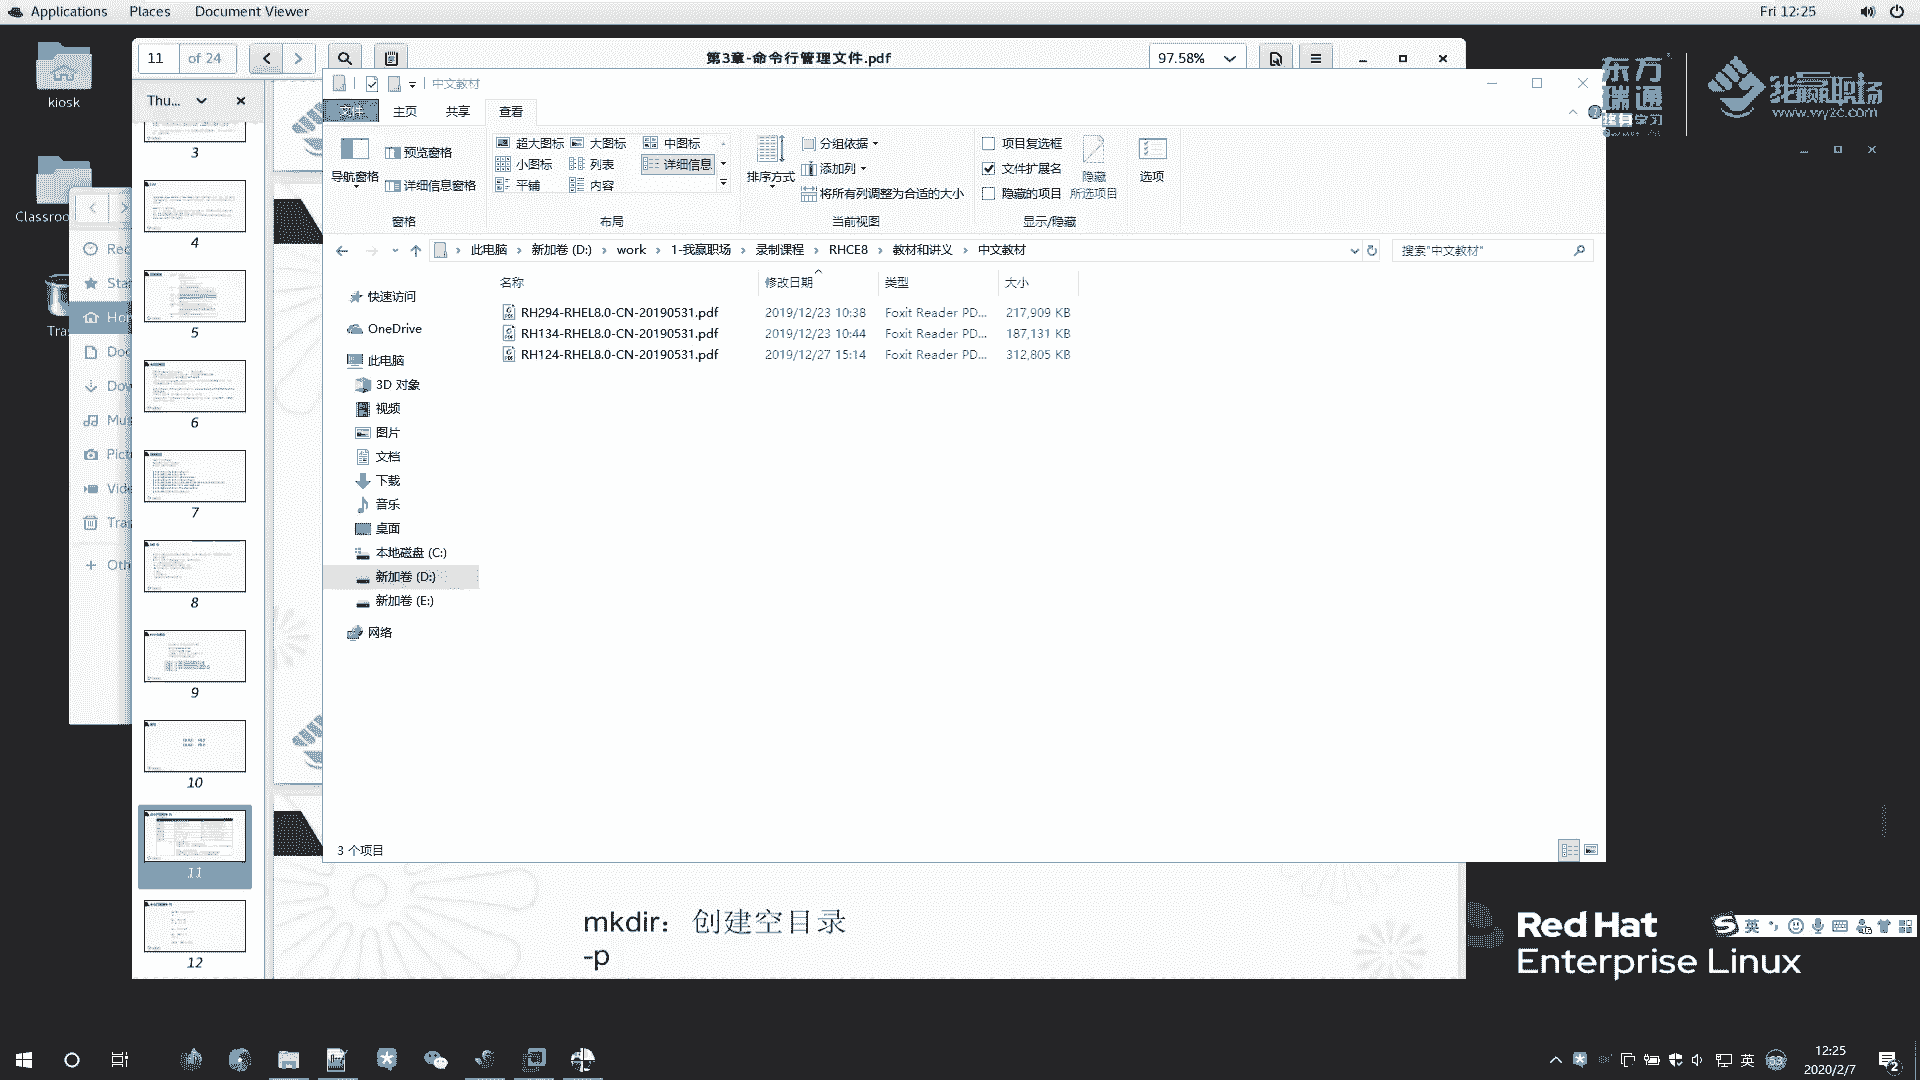 Applications Places Document Viewer Fri 12:25
kiosk
Classroo
Tra
11 of 24
第3章-命令行管理文件.pdf
97.58%
Thu...
3
4
5
6
7
8
9
10
11
12
Rec
Star
Hon
Doc
Dov
Mus
Pict
Vide
Tras
+ Oth
中文教材
文件 主页 共享 查看
导航窗格
预览窗格
详细信息窗格
窗格
超大图标 大图标 中图标
小图标 列表 详细信息
平铺 内容
布局
排序方式
分组依据
添加列
将所有列调整为合适的大小
当前视图
项目复选框
文件扩展名
隐藏的项目
隐藏
所选项目
显示/隐藏
选项
此电脑 新加卷 (D:) work 1-我赢职场 录制课程 RHCE8 教材和讲义 中文教材
搜索"中文教材"
快速访问
OneDrive
此电脑
3D 对象
视频
图片
文档
下载
音乐
桌面
本地磁盘 (C:)
新加卷 (D:)
新加卷 (E:)
网络
名称 修改日期 类型 大小
RH294-RHEL8.0-CN-20190531.pdf 2019/12/23 10:38 Foxit Reader PD... 217,909 KB
RH134-RHEL8.0-CN-20190531.pdf 2019/12/23 10:44 Foxit Reader PD... 187,131 KB
RH124-RHEL8.0-CN-20190531.pdf 2019/12/27 15:14 Foxit Reader PD... 312,805 KB
3 个项目
mkdir：创建空目录
-p
东方
瑞通
终身学习
我赢职场
www.wyzc.com
Red Hat
Enterprise Linux
英
英
63
12:25
2020/2/7
2